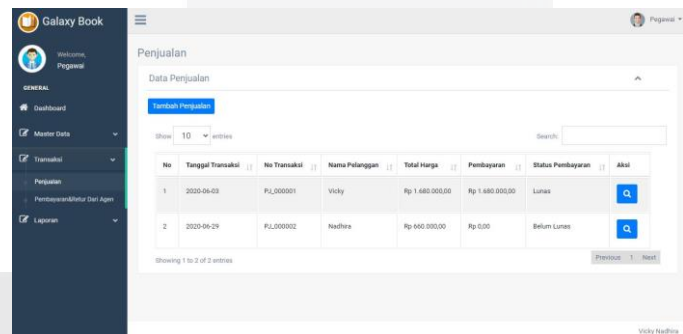 Galaxy Book
Pegawai
Welcome,
Pegawai
GENERAL
Dashboard
Master Data
Transaksi
Penjualan
Pembayaran&Retur Dari Agen
Laporan
Penjualan
Data Penjualan
Tambah Penjualan
Show 10 entries Search:
No Tanggal Transaksi No Transaksi Nama Pelanggan Total Harga Pembayaran Status Pembayaran Aksi
1 2020-06-03 PJ_000001 Vicky Rp 1.680.000,00 Rp 1.680.000,00 Lunas
2 2020-06-29 PJ_000002 Nadhira Rp 660.000,00 Rp 0,00 Belum Lunas
Showing 1 to 2 of 2 entries Previous 1 Next
Vicky Nadhira